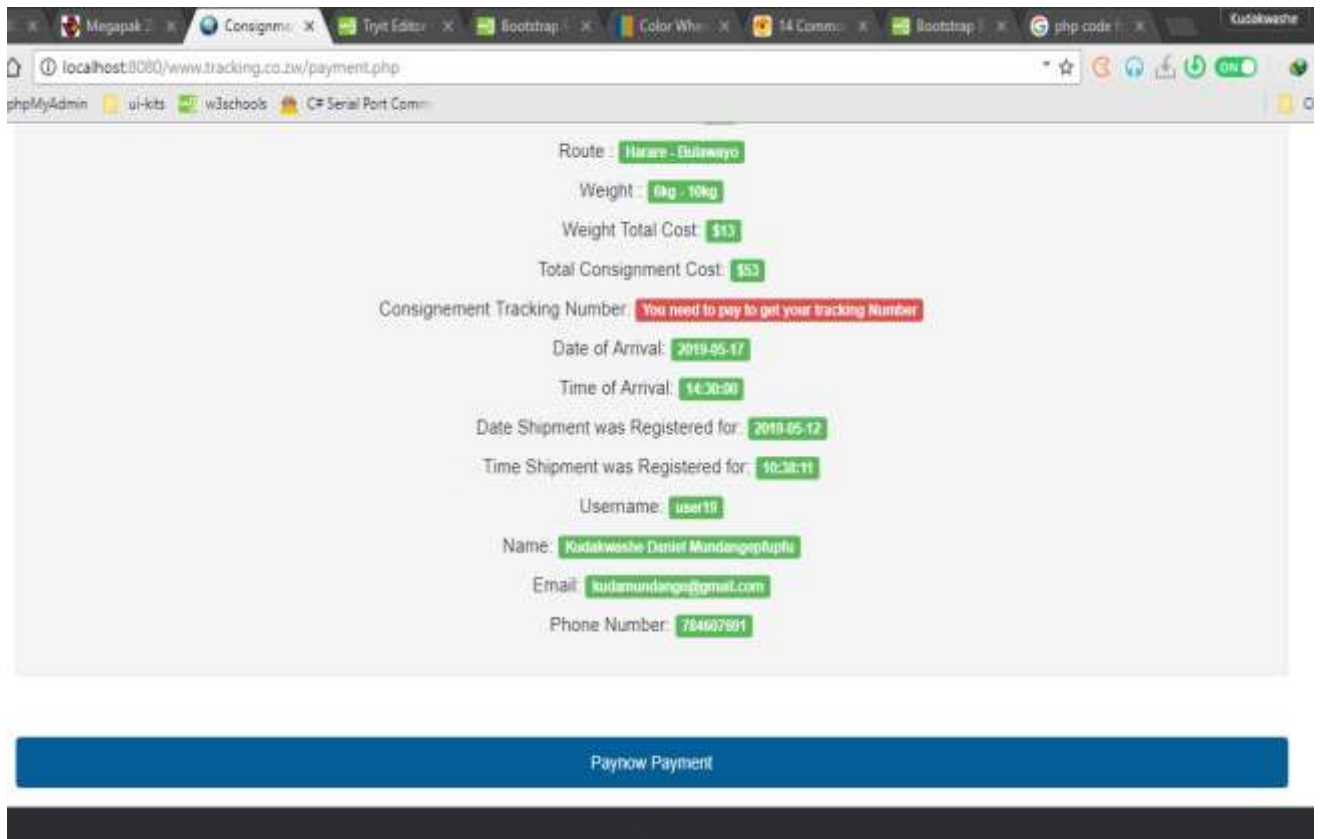 Megapak Z
Consignme
Tryit Editor
Bootstrap
Color Whe
14 Commo
Bootstrap
php code
Kudakwashe
localhost:8080/www.tracking.co.zw/payment.php
ON
phpMyAdmin
ui-kits
w3schools
C# Serial Port Comm
Route : Harare - Bulawayo
Weight : 6kg - 10kg
Weight Total Cost: $13
Total Consignment Cost: $53
Consignement Tracking Number: You need to pay to get your tracking Number
Date of Arrival: 2019-05-17
Time of Arrival: 14:30:00
Date Shipment was Registered for: 2019-05-12
Time Shipment was Registered for: 10:38:11
Username: user19
Name: Kudakwashe Daniel Mundangepfupfu
Email: kudamundange@gmail.com
Phone Number: 784607691
Paynow Payment